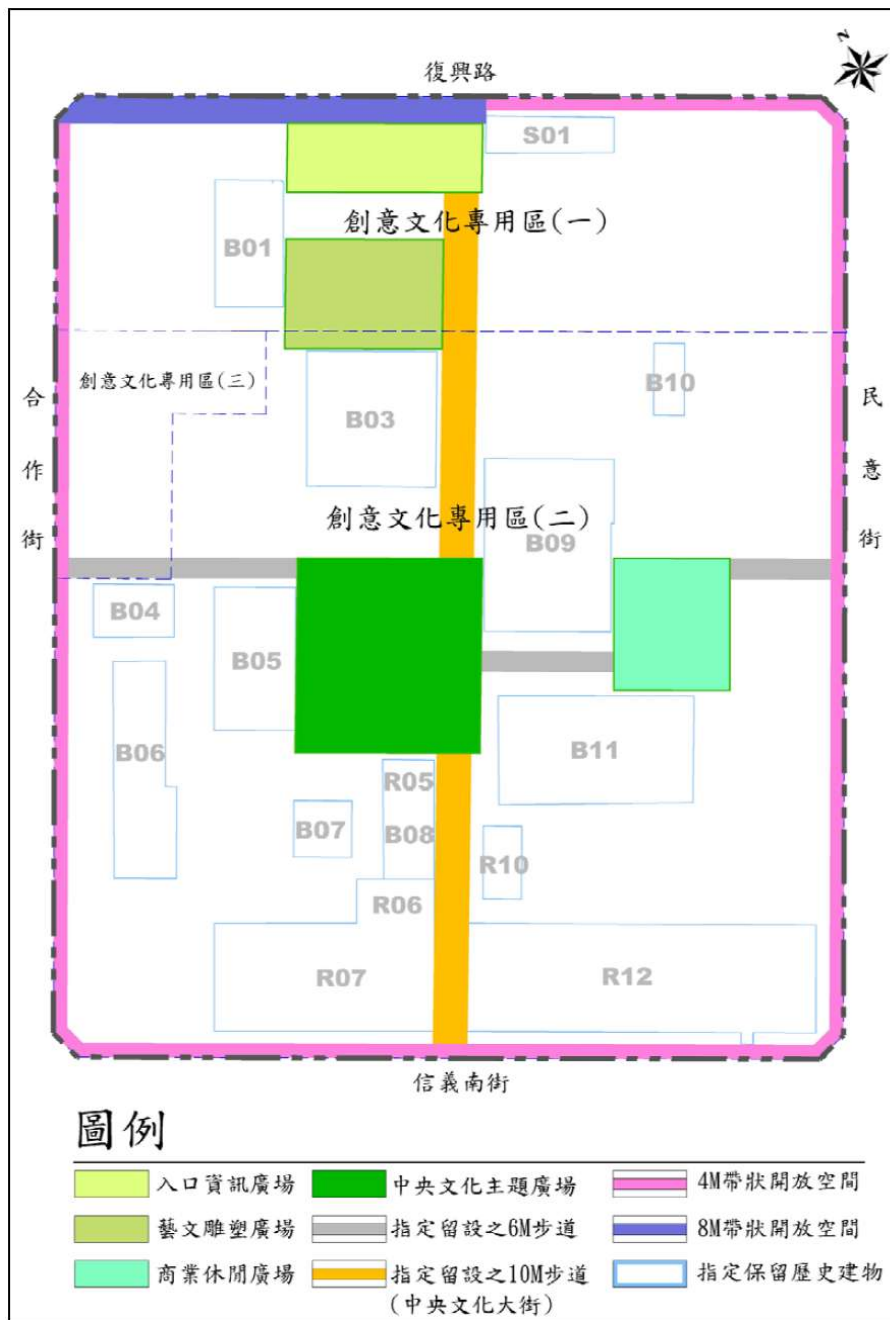 N
復興路
S01
創意文化專用區(一)
B01
創意文化專用區(三)
B10
合作街
民意街
B03
創意文化專用區(二)
B09
B04
B05
B06
B11
R05
B07
B08
R10
R06
R07
R12
信義南街
圖例
入口資訊廣場
中央文化主題廣場
4M帶狀開放空間
藝文雕塑廣場
指定留設之6M步道
8M帶狀開放空間
商業休閒廣場
指定留設之10M步道
(中央文化大街)
指定保留歷史建物